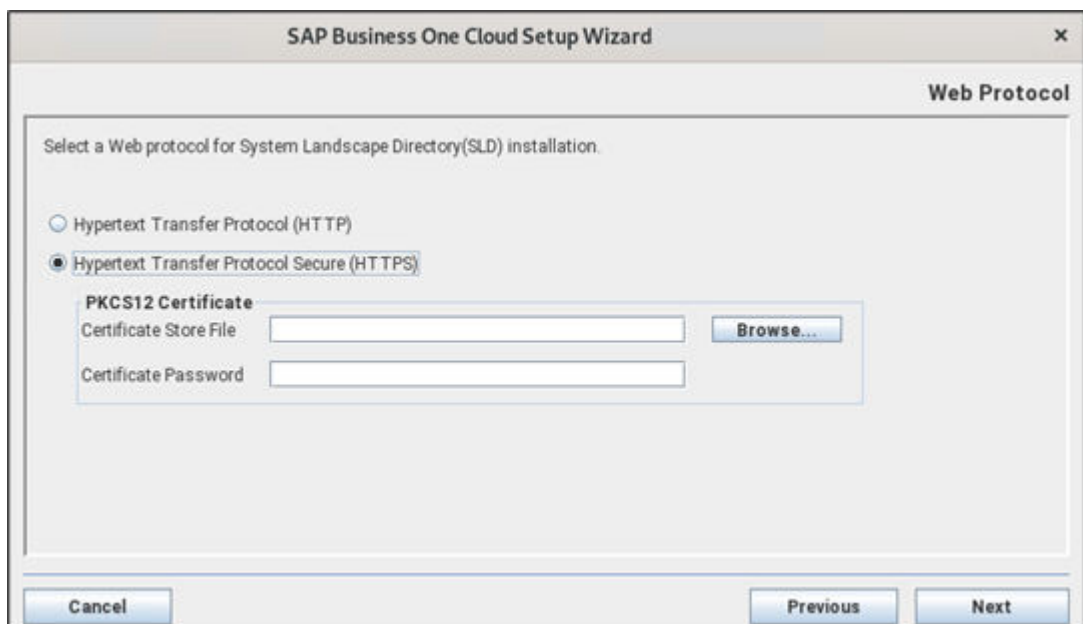 SAP Business One Cloud Setup Wizard ×
Web Protocol
Select a Web protocol for System Landscape Directory(SLD) installation.
Hypertext Transfer Protocol (HTTP)
Hypertext Transfer Protocol Secure (HTTPS)
PKCS12 Certificate
Certificate Store File Browse...
Certificate Password
Cancel Previous Next